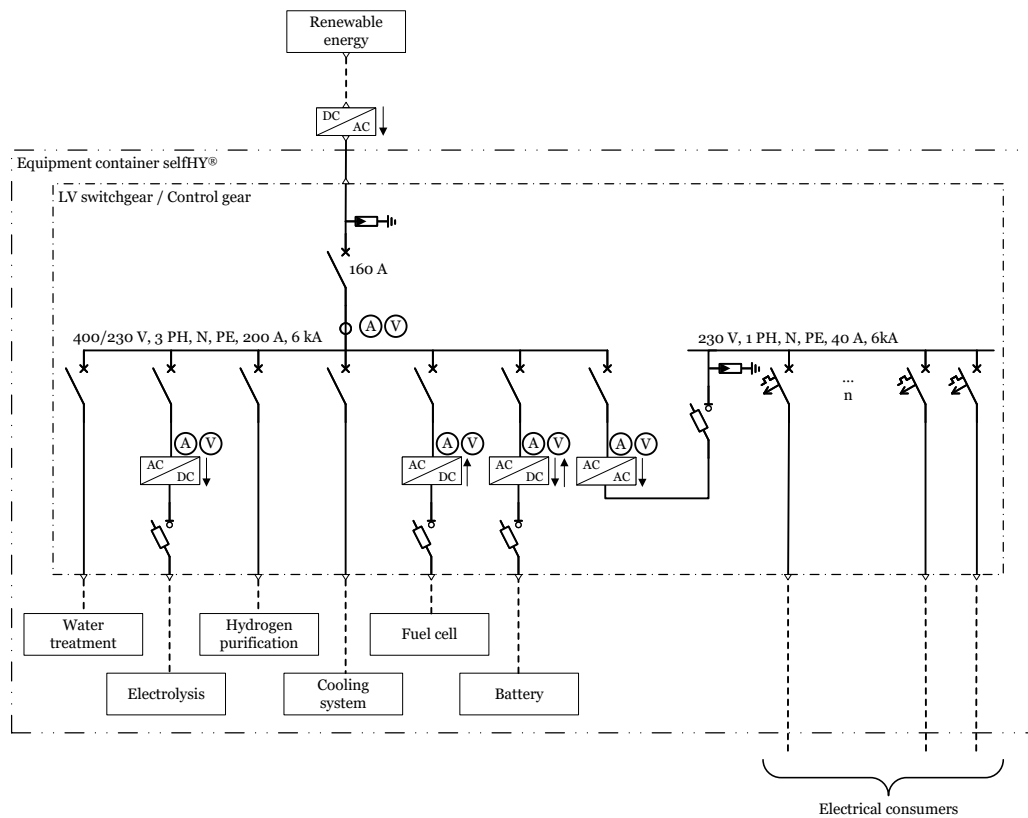 Renewable
energy
DC
AC
Equipment container selfHY®
LV switchgear / Control gear
160 A
A V
400/230 V, 3 PH, N, PE, 200 A, 6 kA
230 V, 1 PH, N, PE, 40 A, 6kA
...
n
A V
A V
A V
A V
AC
DC
AC
DC
AC
DC
AC
AC
Water
treatment
Hydrogen
purification
Fuel cell
Electrolysis
Cooling
system
Battery
Electrical consumers